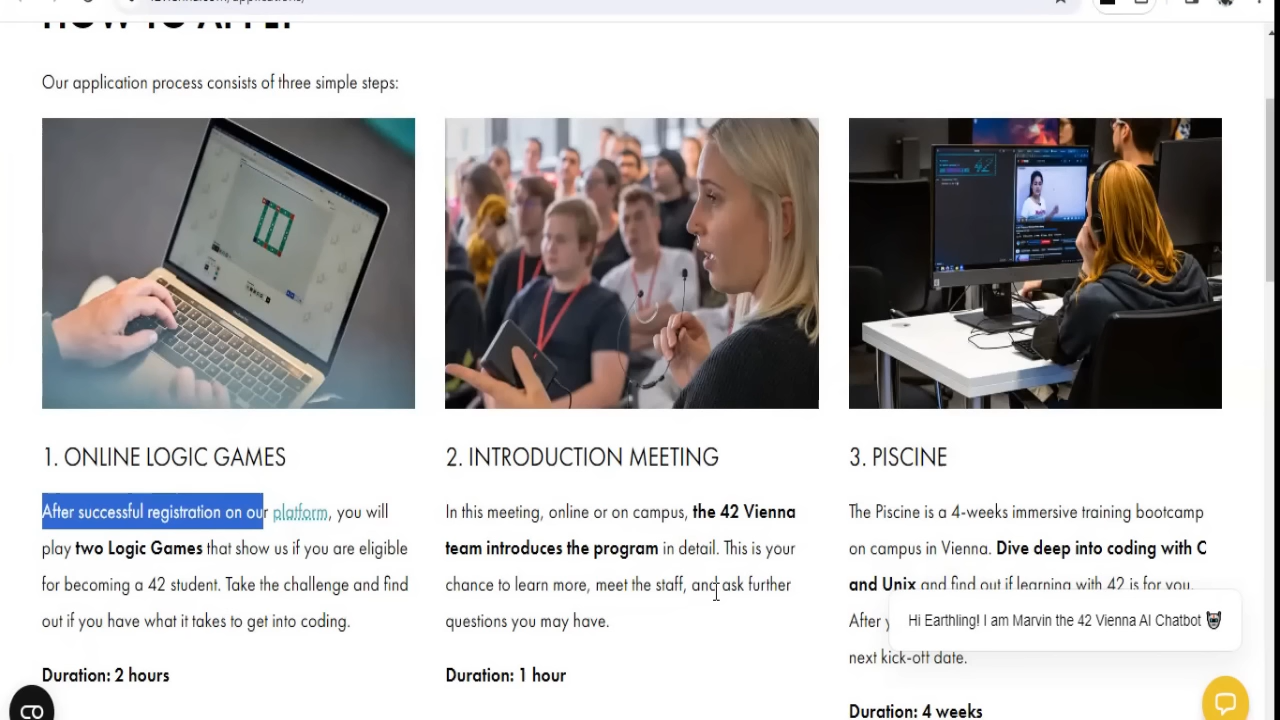 Our application process consists of three simple steps:
42
1. ONLINE LOGIC GAMES
After successful registration on our platform, you will
play two Logic Games that show us if you are eligible
for becoming a 42 student. Take the challenge and find
out if you have what it takes to get into coding.
Duration: 2 hours
2. INTRODUCTION MEETING
In this meeting, online or on campus, the 42 Vienna
team introduces the program in detail. This is your
chance to learn more, meet the staff, and ask further
questions you may have.
Duration: 1 hour
3. PISCINE
The Piscine is a 4-weeks immersive training bootcamp
on campus in Vienna. Dive deep into coding with C
and Unix and find out if learning with 42 is for you.
After
next kick-off date.
Duration: 4 weeks
Hi Earthling! I am Marvin the 42 Vienna AI Chatbot